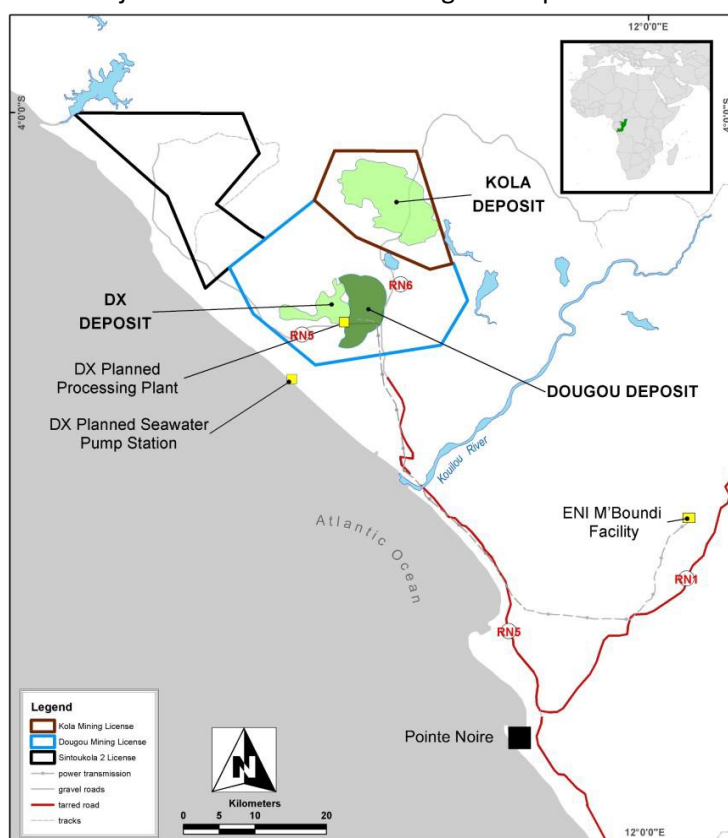 12°0'0"E
4°0'0"S
4°0'0"S
KOLA
DEPOSIT
RN6
DX
DEPOSIT
RN5
DX Planned
Processing Plant
DOUGOU DEPOSIT
DX Planned Seawater
Pump Station
Kouilou River
ENI M'Boundi
Facility
Atlantic Ocean
RN1
RN5
Pointe Noire
Legend
Kola Mining License
Dougou Mining License
Sintoukola 2 License
power transmission
gravel roads
tarred road
tracks
N
Kilometers
0 5 10 20
12°0'0"E